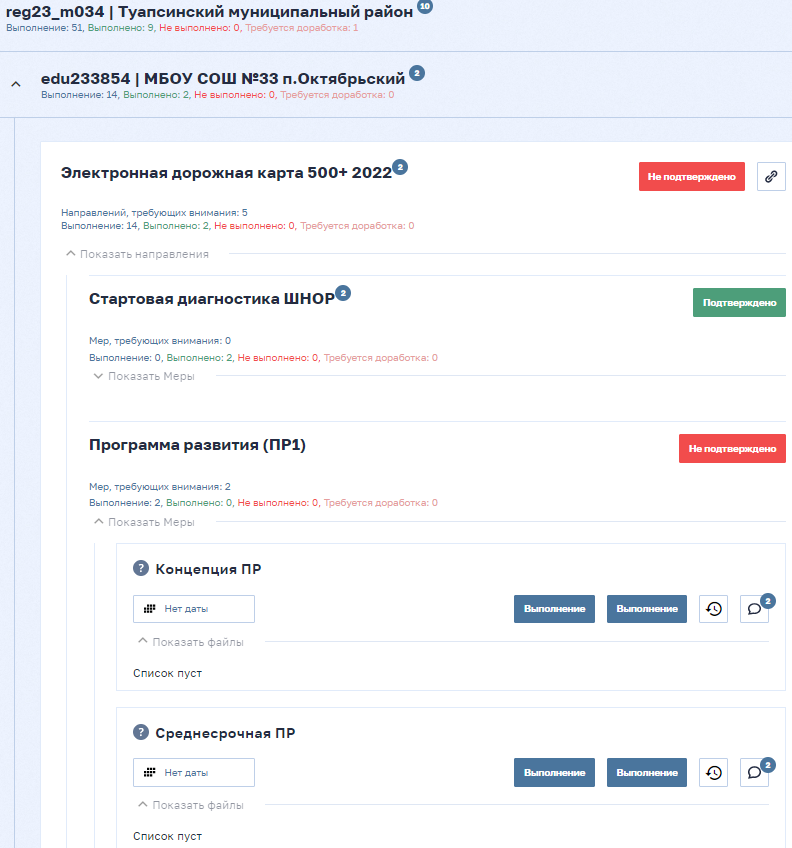 reg23_m034 | Туапсинский муниципальный район 10
Выполнение: 51, Выполнено: 9, Не выполнено: 0, Требуется доработка: 1
edu233854 | МБОУ СОШ №33 п.Октябрьский 2
Выполнение: 14, Выполнено: 2, Не выполнено: 0, Требуется доработка: 0
Электронная дорожная карта 500+ 2022 2
Не подтверждено
Направлений, требующих внимания: 5
Выполнение: 14, Выполнено: 2, Не выполнено: 0, Требуется доработка: 0
Показать направления
Стартовая диагностика ШНОР 2
Подтверждено
Мер, требующих внимания: 0
Выполнение: 0, Выполнено: 2, Не выполнено: 0, Требуется доработка: 0
Показать Меры
Программа развития (ПР1)
Не подтверждено
Мер, требующих внимания: 2
Выполнение: 2, Выполнено: 0, Не выполнено: 0, Требуется доработка: 0
Показать Меры
? Концепция ПР
Нет даты Выполнение Выполнение 2
Показать файлы
Список пуст
? Среднесрочная ПР
Нет даты Выполнение Выполнение 2
Показать файлы
Список пуст